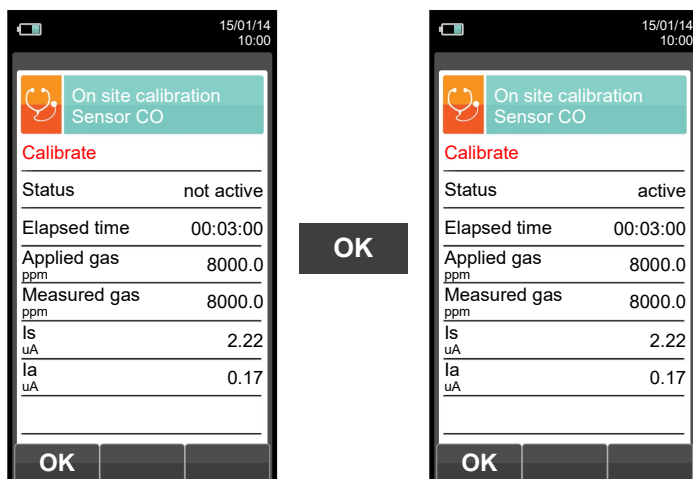 15/01/14
10:00
On site calibration
Sensor CO
Calibrate
Status not active
Elapsed time 00:03:00
Applied gas
ppm 8000.0
Measured gas
ppm 8000.0
Is
uA 2.22
Ia
uA 0.17
OK
OK
15/01/14
10:00
On site calibration
Sensor CO
Calibrate
Status active
Elapsed time 00:03:00
Applied gas
ppm 8000.0
Measured gas
ppm 8000.0
Is
uA 2.22
Ia
uA 0.17
OK